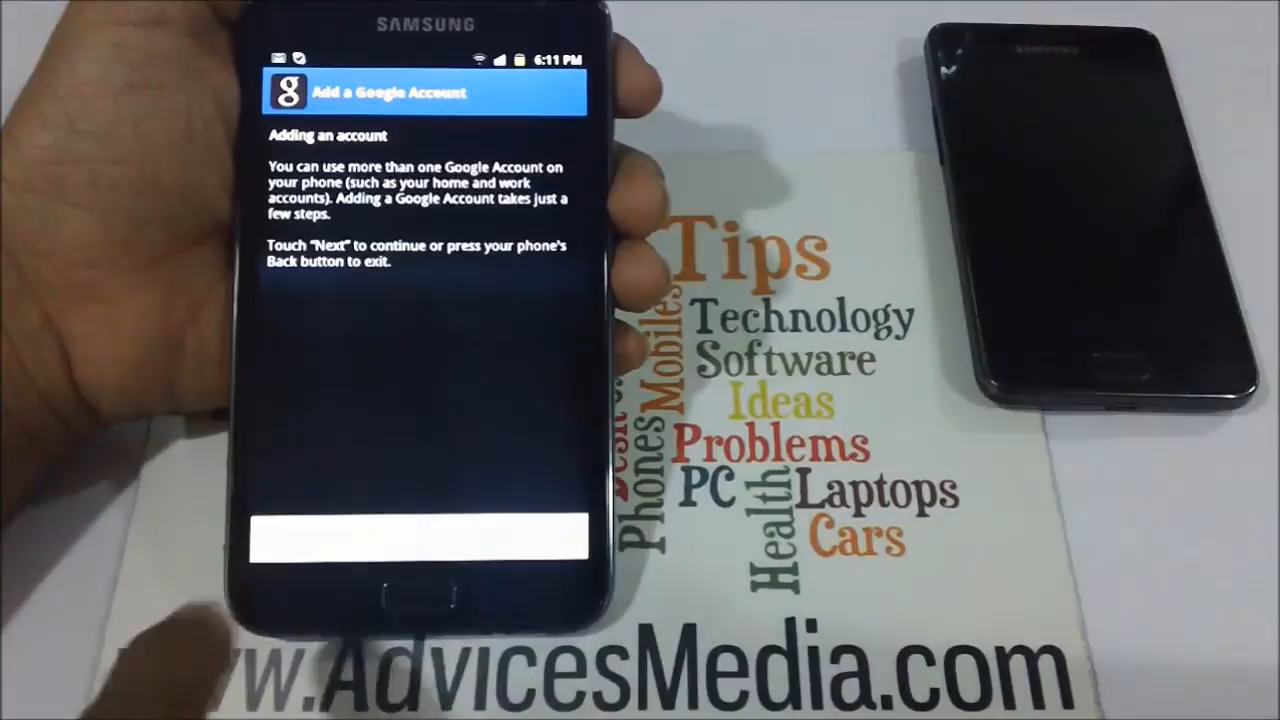 SAMSUNG
6:11 PM
Add a Google Account
Adding an account
You can use more than one Google Account on
your phone (such as your home and work
accounts). Adding a Google Account takes just a
few steps.
Touch “Next” to continue or press your phone's
Back button to exit.
SAMSUNG
Tips
Technology
Software
Ideas
Problems
PC
Laptops
Cars
Mobiles
Phones
Health
w.AdvicesMedia.com